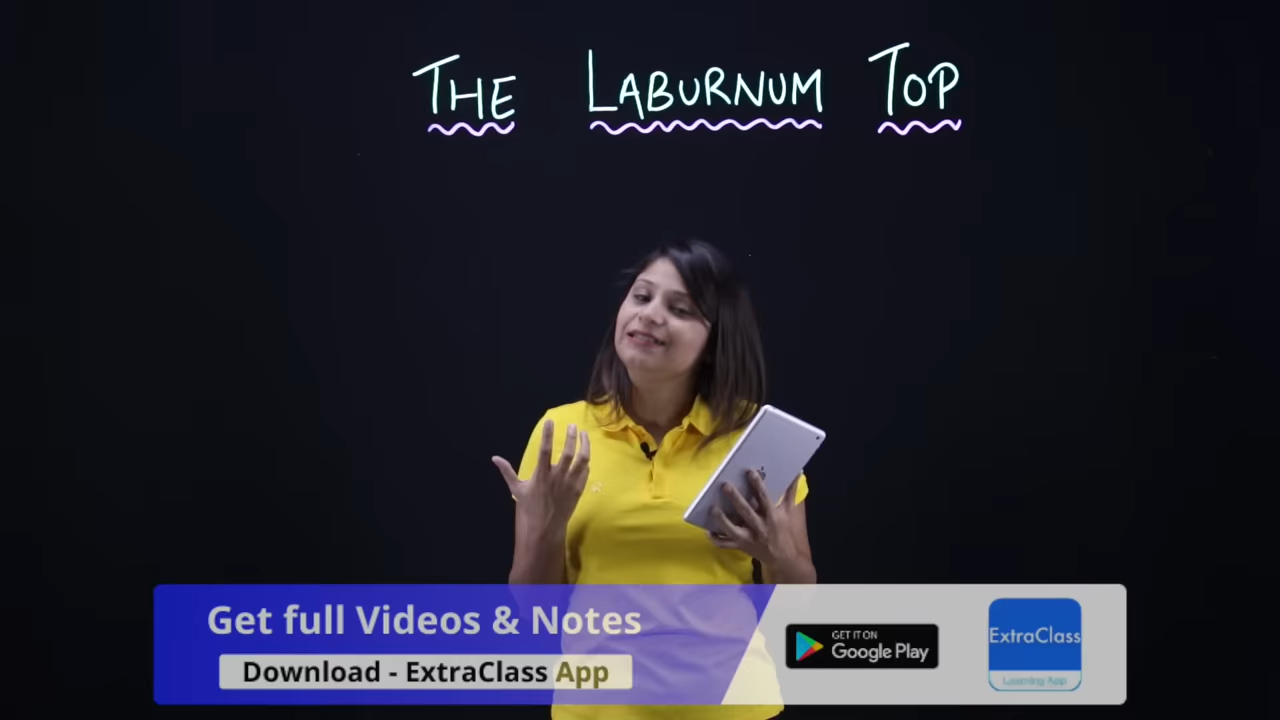 THE LABURNUM TOP
Get full Videos & Notes
Download - ExtraClass App
GET IT ON
Google Play
ExtraClass
Learning App